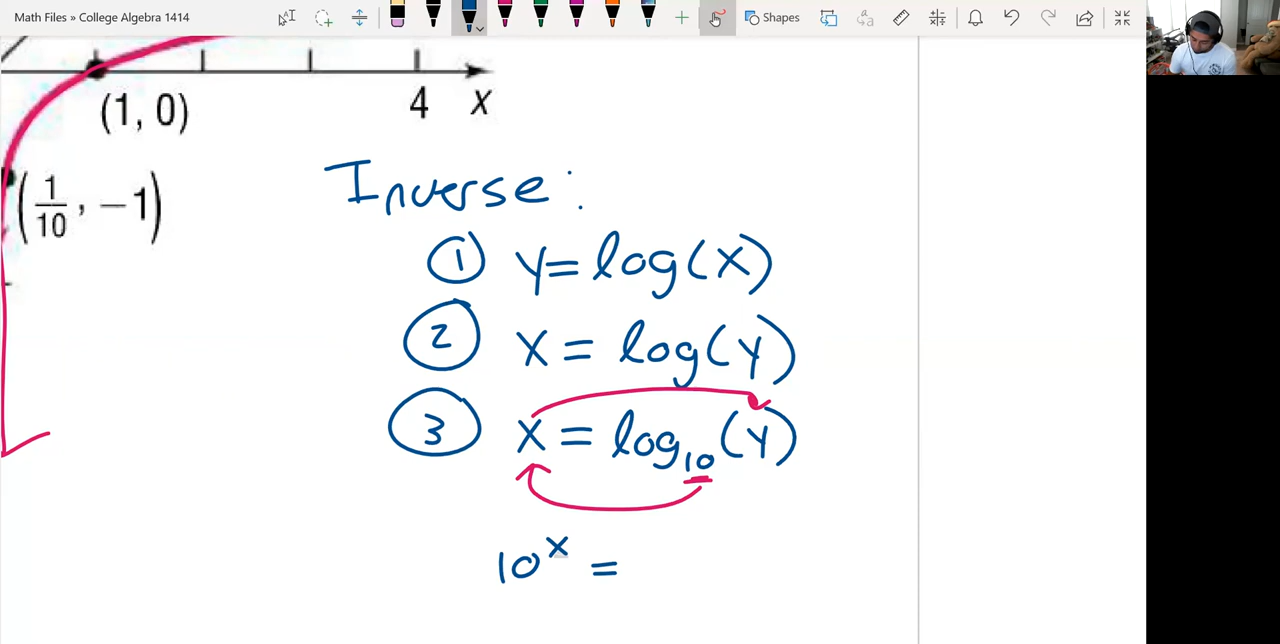 Math Files » College Algebra 1414
Shapes
(1, 0)
4 x
(1/10, −1)
Inverse:
① y = log(x)
② x = log(y)
③ x = log₁₀(y)
10ˣ =